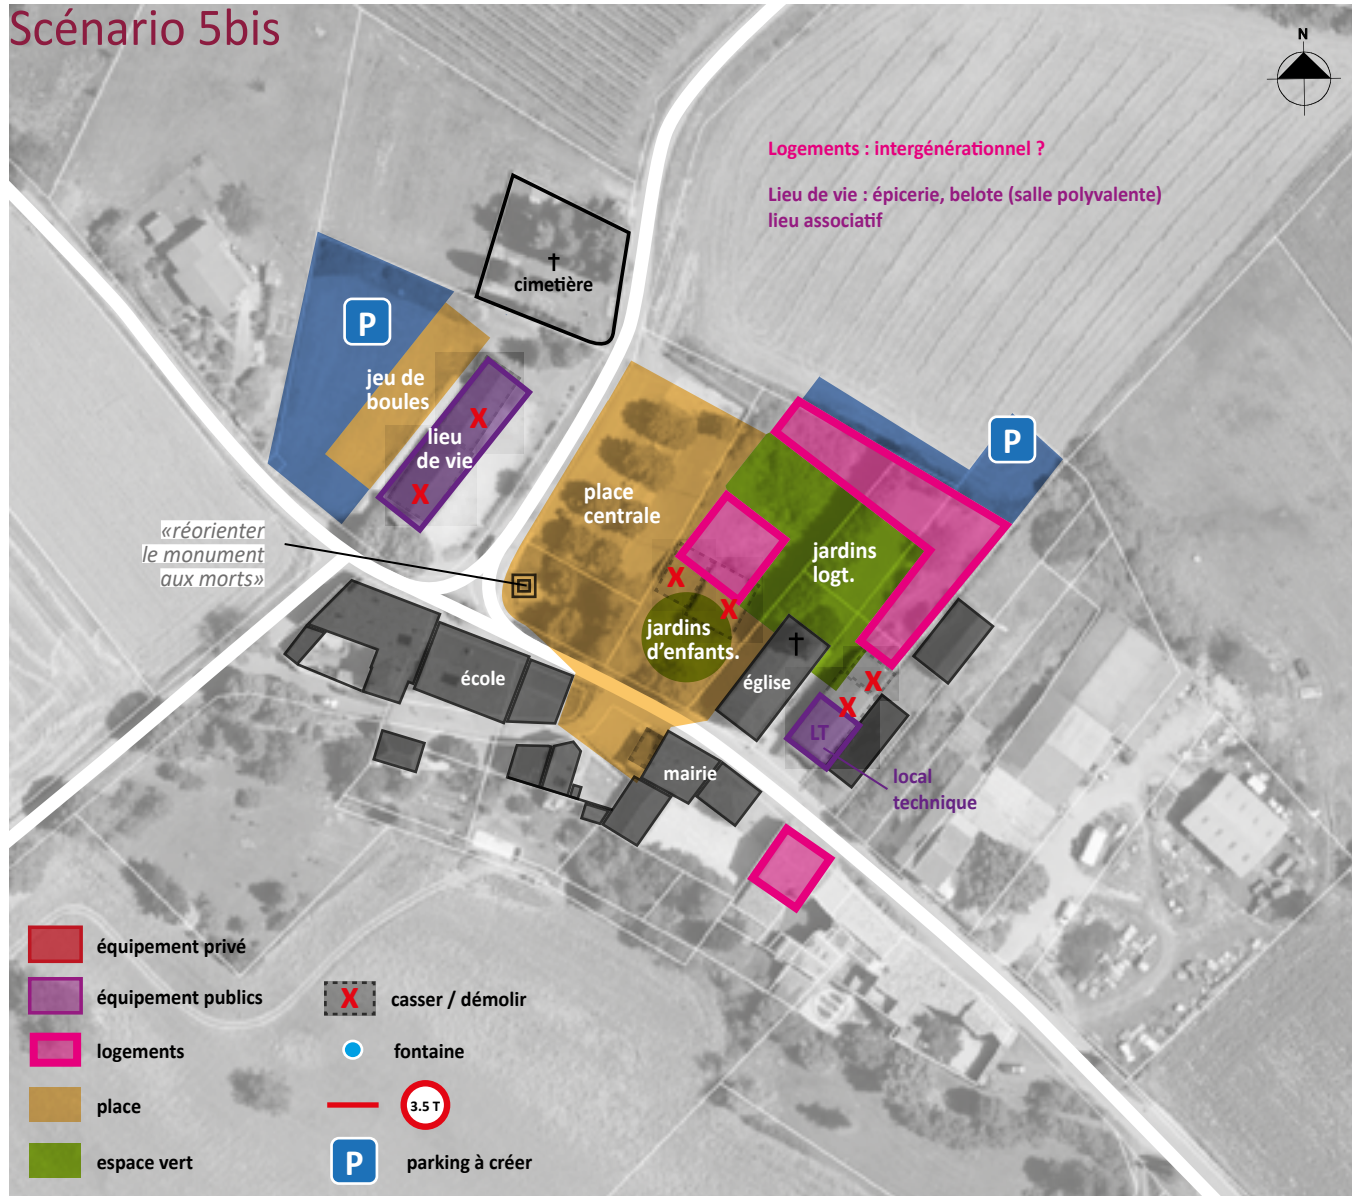 Scénario 5bis
N
Logements : intergénérationnel ?
Lieu de vie : épicerie, belote (salle polyvalente)
lieu associatif
cimetière
P
jeu de
boules
lieu
de vie
X
X
P
place
centrale
«réorienter
le monument
aux morts»
jardins
logt.
X
X
jardins
d'enfants.
école
église
X
X
LT
mairie
local
technique
équipement privé
équipement publics
logements
place
espace vert
X
casser / démolir
fontaine
3.5 T
P
parking à créer